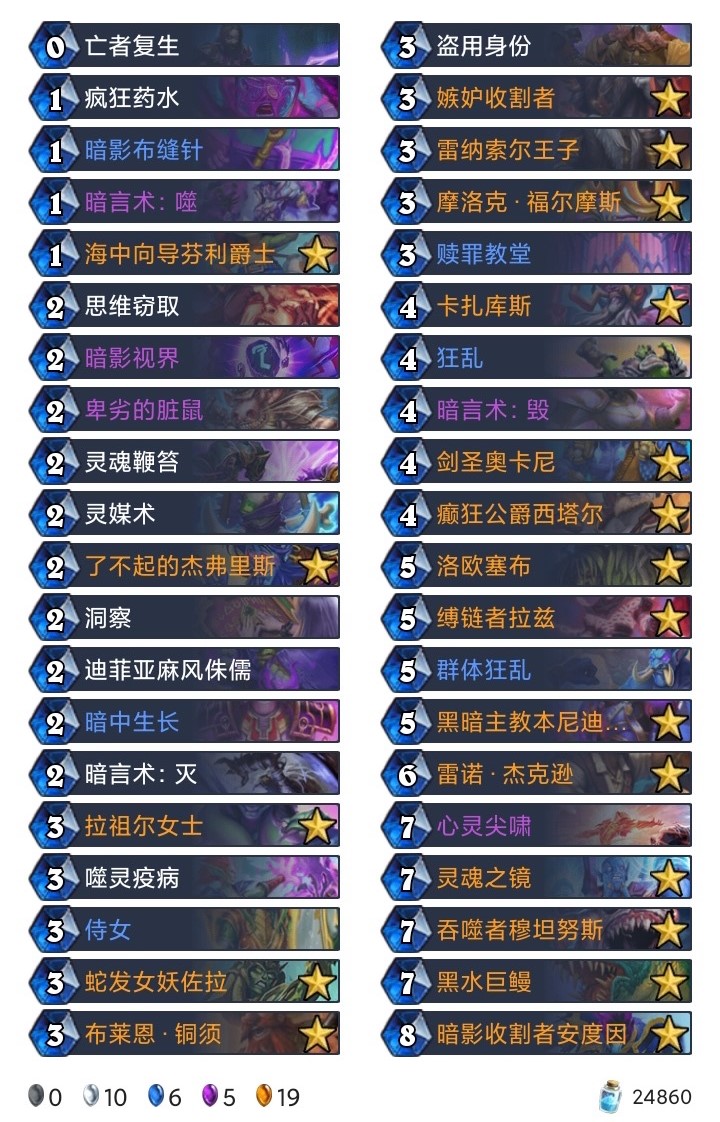 0 亡者复生
1 疯狂药水
1 暗影布缝针
1 暗言术：噬
1 海中向导芬利爵士
2 思维窃取
2 暗影视界
2 卑劣的脏鼠
2 灵魂鞭笞
2 灵媒术
2 了不起的杰弗里斯
2 洞察
2 迪菲亚麻风侏儒
2 暗中生长
2 暗言术：灭
3 拉祖尔女士
3 噬灵疫病
3 侍女
3 蛇发女妖佐拉
3 布莱恩·铜须
3 盗用身份
3 嫉妒收割者
3 雷纳索尔王子
3 摩洛克·福尔摩斯
3 赎罪教堂
4 卡扎库斯
4 狂乱
4 暗言术：毁
4 剑圣奥卡尼
4 癫狂公爵西塔尔
5 洛欧塞布
5 缚链者拉兹
5 群体狂乱
5 黑暗主教本尼迪...
6 雷诺·杰克逊
7 心灵尖啸
7 灵魂之镜
7 吞噬者穆坦努斯
7 黑水巨鳗
8 暗影收割者安度因
0 10 6 5 19 24860